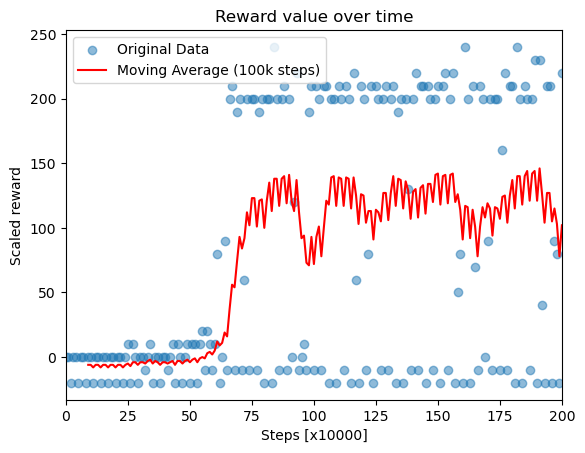 Reward value over time
Original Data
Moving Average (100k steps)
250
200
150
100
50
0
Scaled reward
0 25 50 75 100 125 150 175 200
Steps [x10000]